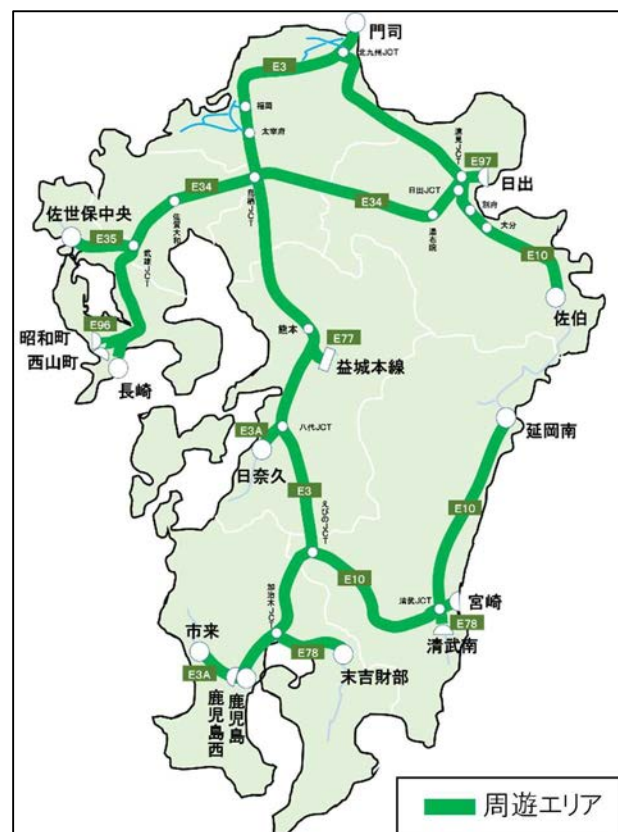 門司
北九州JCT
E3
福岡
太宰府
速見JCT
E97
日出
日出JCT
別府
大分
鳥栖JCT
E34
E34
湯布院
佐賀大和
佐世保中央
E35
武雄JCT
E10
佐伯
E96
昭和町
西山町
長崎
熊本
E77
益城本線
八代JCT
E3A
日奈久
延岡南
E3
E10
えびのJCT
E10
加治木JCT
清武JCT
宮崎
E78
清武南
市来
E3A
E78
末吉財部
鹿児島
鹿児島西
周遊エリア